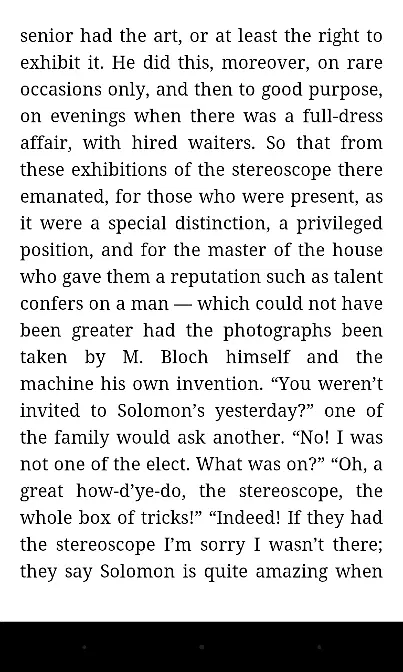 senior had the art, or at least the right to
exhibit it. He did this, moreover, on rare
occasions only, and then to good purpose,
on evenings when there was a full-dress
affair, with hired waiters. So that from
these exhibitions of the stereoscope there
emanated, for those who were present, as
it were a special distinction, a privileged
position, and for the master of the house
who gave them a reputation such as talent
confers on a man — which could not have
been greater had the photographs been
taken by M. Bloch himself and the
machine his own invention. “You weren’t
invited to Solomon’s yesterday?” one of
the family would ask another. “No! I was
not one of the elect. What was on?” “Oh, a
great how-d’ye-do, the stereoscope, the
whole box of tricks!” “Indeed! If they had
the stereoscope I’m sorry I wasn’t there;
they say Solomon is quite amazing when